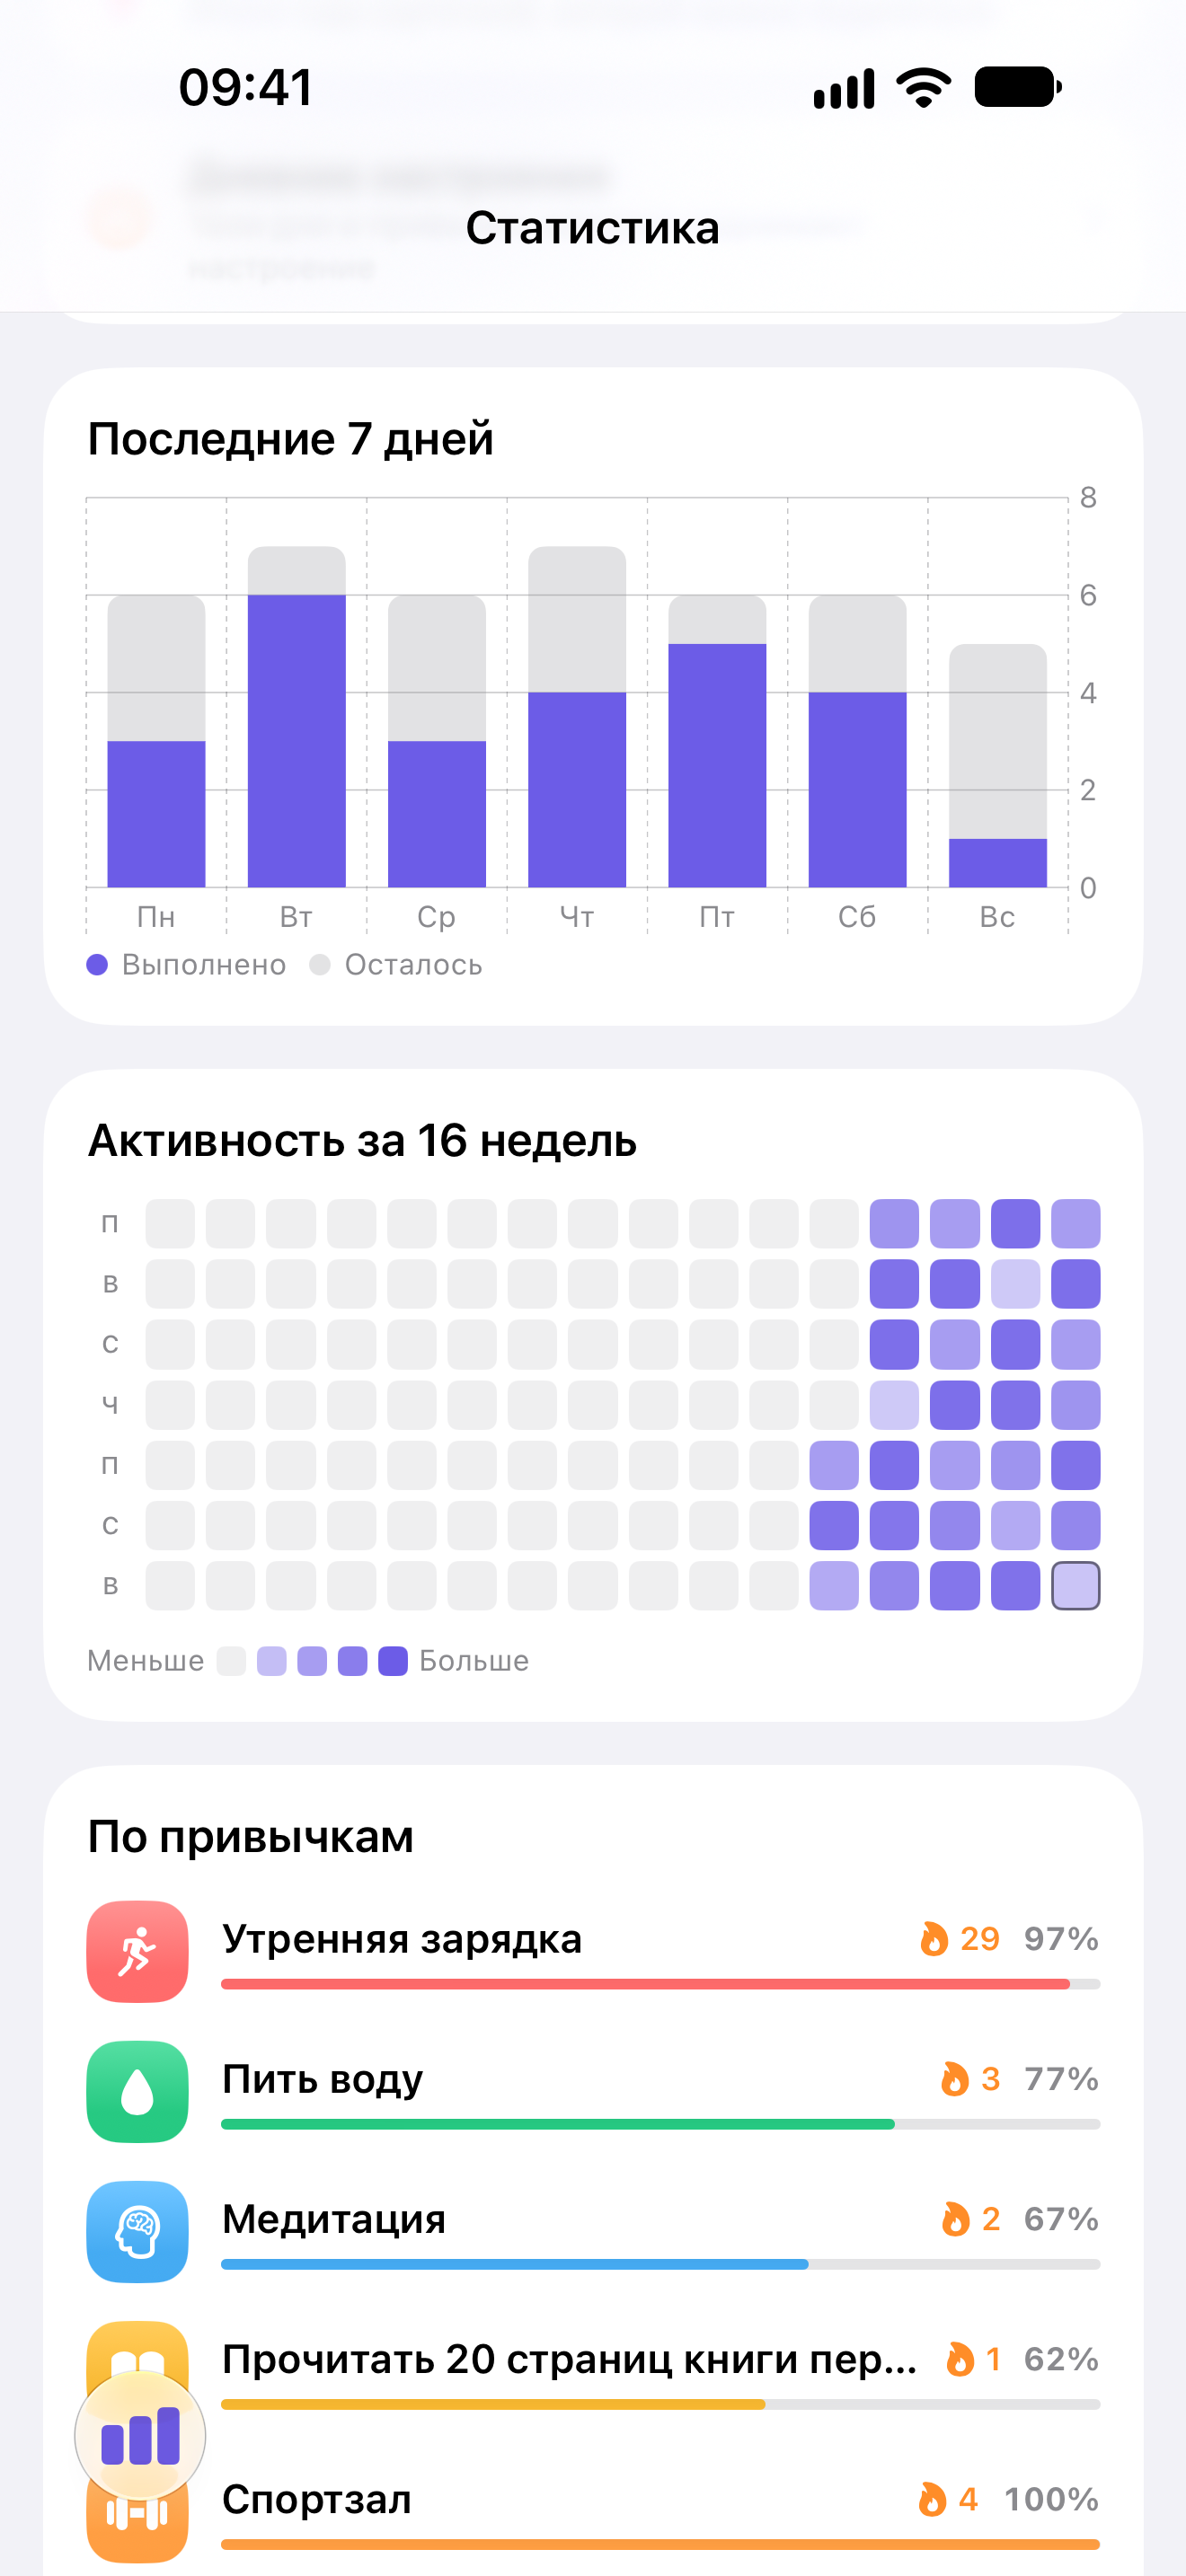 09:41
Статистика
Последние 7 дней
8
6
4
2
0
Пн Вт Ср Чт Пт Сб Вс
Выполнено Осталось
Активность за 16 недель
П
В
С
Ч
П
С
В
Меньше Больше
По привычкам
Утренняя зарядка 29 97%
Пить воду 3 77%
Медитация 2 67%
Прочитать 20 страниц книги пер... 1 62%
Спортзал 4 100%